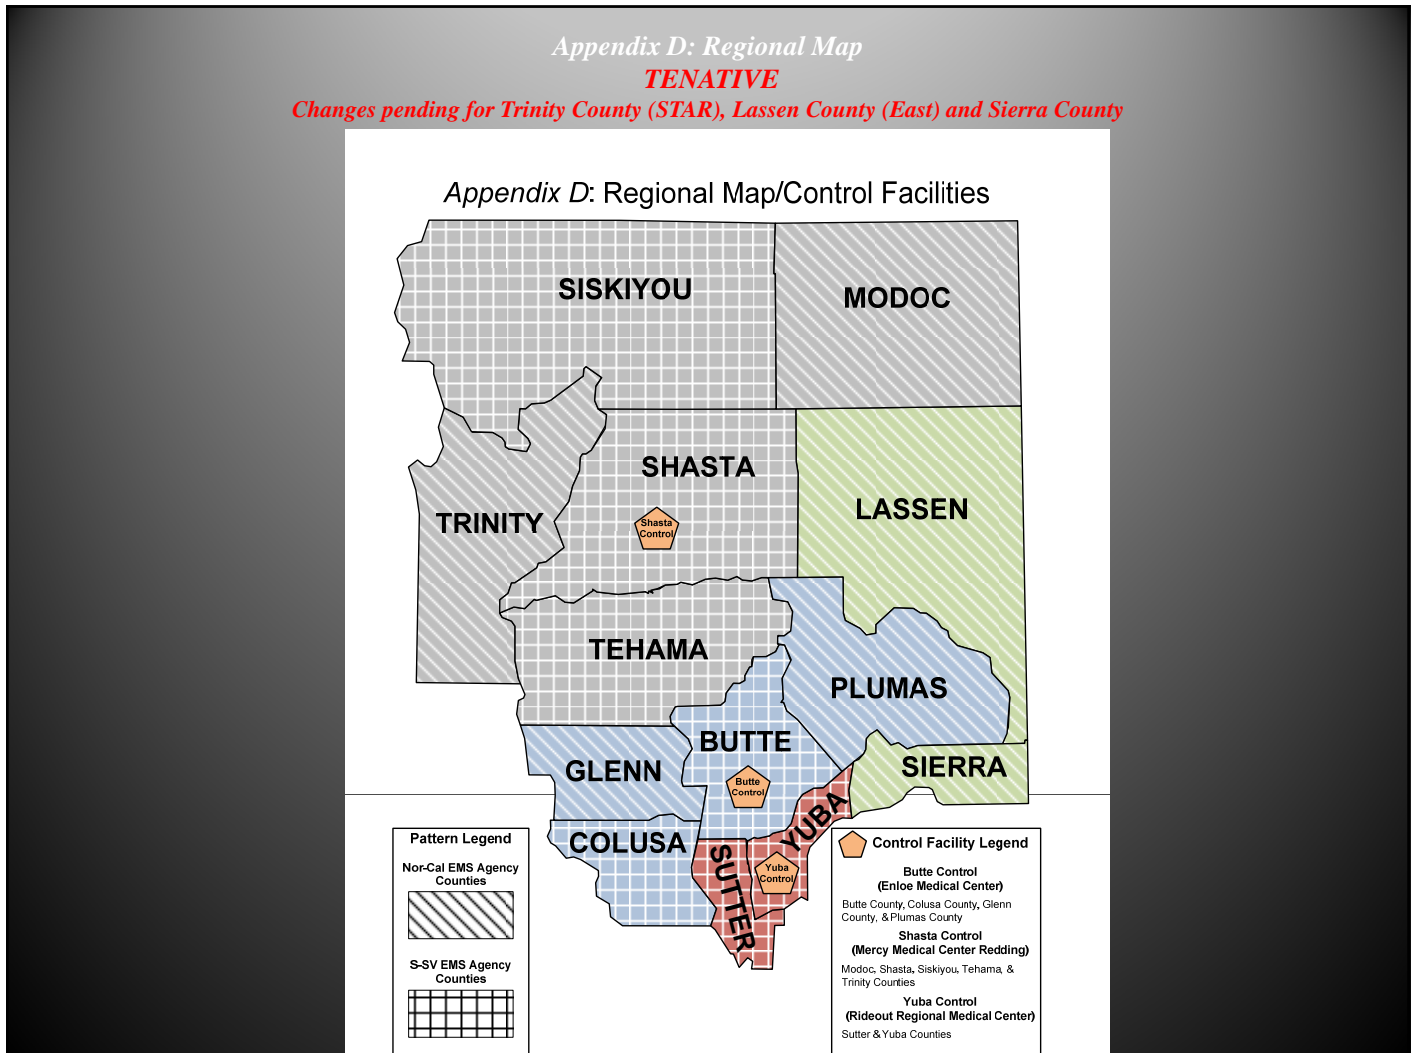 Appendix D: Regional Map
TENATIVE
Changes pending for Trinity County (STAR), Lassen County (East) and Sierra County
Appendix D: Regional Map/Control Facilities
SISKIYOU
MODOC
SHASTA
LASSEN
TRINITY
Shasta
Control
TEHAMA
PLUMAS
BUTTE
SIERRA
GLENN
Butte
Control
YUBA
COLUSA
SUTTER
Yuba
Control
Pattern Legend
Nor-Cal EMS Agency
Counties
S-SV EMS Agency
Counties
Control Facility Legend
Butte Control
(Enloe Medical Center)
Butte County, Colusa County, Glenn
County, & Plumas County
Shasta Control
(Mercy Medical Center Redding)
Modoc, Shasta, Siskiyou, Tehama, &
Trinity Counties
Yuba Control
(Rideout Regional Medical Center)
Sutter & Yuba Counties